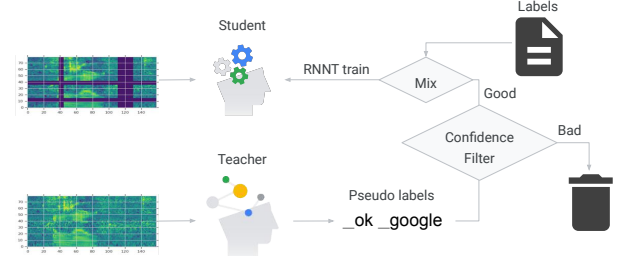 Student
Labels
RNNT train
Mix
Good
Confidence
Filter
Bad
Teacher
Pseudo labels
_ok _google